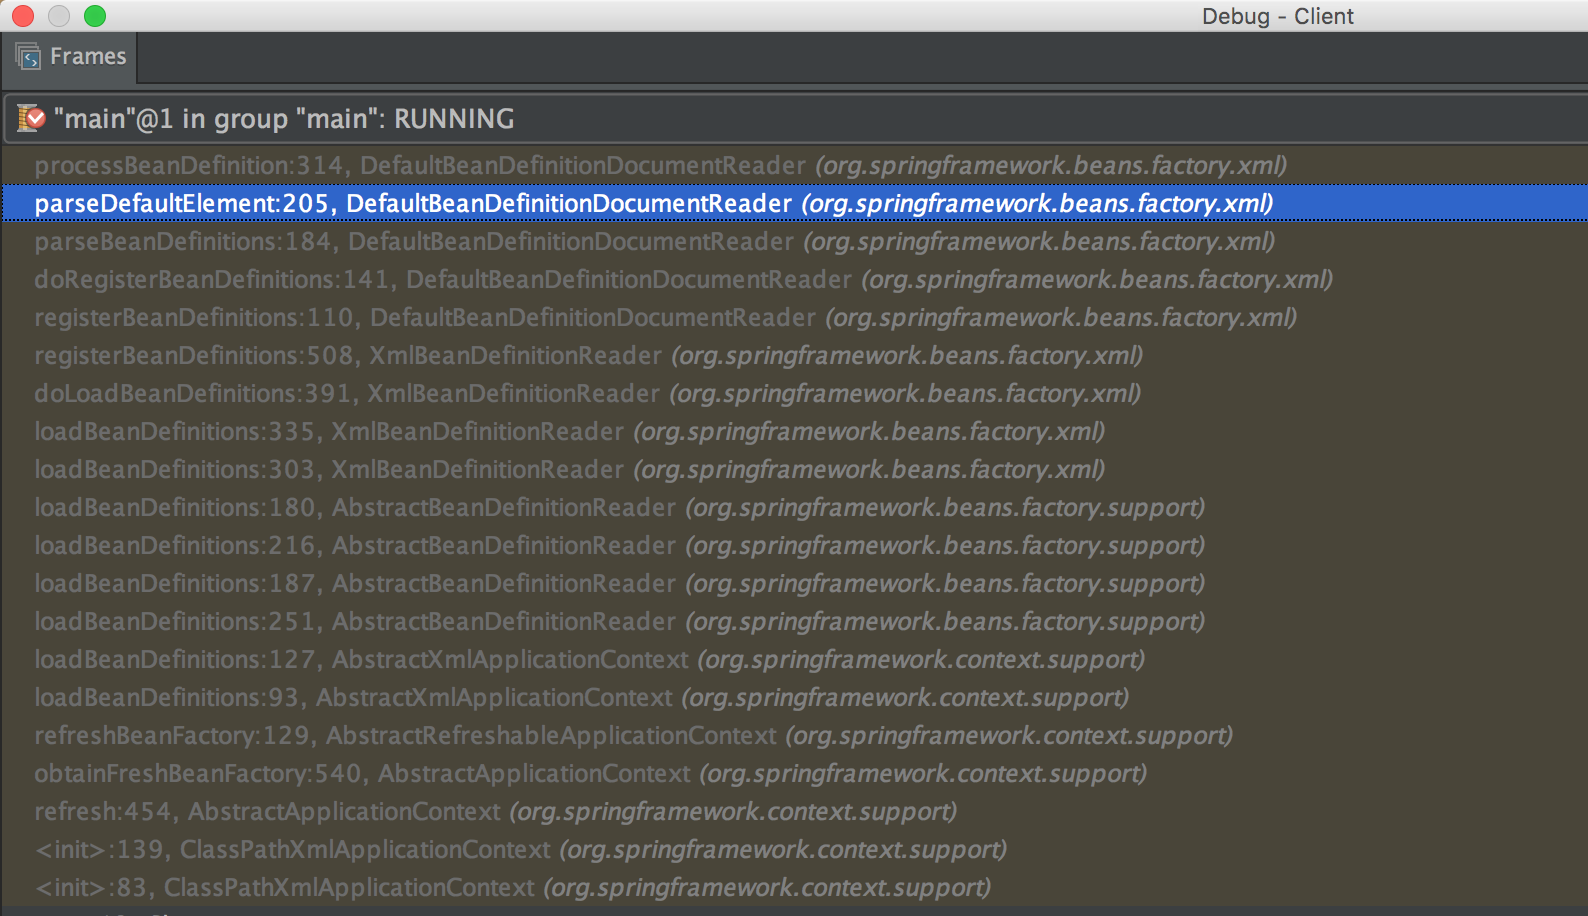 Debug - Client
Frames
"main"@1 in group "main": RUNNING
processBeanDefinition:314, DefaultBeanDefinitionDocumentReader (org.springframework.beans.factory.xml)
parseDefaultElement:205, DefaultBeanDefinitionDocumentReader (org.springframework.beans.factory.xml)
parseBeanDefinitions:184, DefaultBeanDefinitionDocumentReader (org.springframework.beans.factory.xml)
doRegisterBeanDefinitions:141, DefaultBeanDefinitionDocumentReader (org.springframework.beans.factory.xml)
registerBeanDefinitions:110, DefaultBeanDefinitionDocumentReader (org.springframework.beans.factory.xml)
registerBeanDefinitions:508, XmlBeanDefinitionReader (org.springframework.beans.factory.xml)
doLoadBeanDefinitions:391, XmlBeanDefinitionReader (org.springframework.beans.factory.xml)
loadBeanDefinitions:335, XmlBeanDefinitionReader (org.springframework.beans.factory.xml)
loadBeanDefinitions:303, XmlBeanDefinitionReader (org.springframework.beans.factory.xml)
loadBeanDefinitions:180, AbstractBeanDefinitionReader (org.springframework.beans.factory.support)
loadBeanDefinitions:216, AbstractBeanDefinitionReader (org.springframework.beans.factory.support)
loadBeanDefinitions:187, AbstractBeanDefinitionReader (org.springframework.beans.factory.support)
loadBeanDefinitions:251, AbstractBeanDefinitionReader (org.springframework.beans.factory.support)
loadBeanDefinitions:127, AbstractXmlApplicationContext (org.springframework.context.support)
loadBeanDefinitions:93, AbstractXmlApplicationContext (org.springframework.context.support)
refreshBeanFactory:129, AbstractRefreshableApplicationContext (org.springframework.context.support)
obtainFreshBeanFactory:540, AbstractApplicationContext (org.springframework.context.support)
refresh:454, AbstractApplicationContext (org.springframework.context.support)
<init>:139, ClassPathXmlApplicationContext (org.springframework.context.support)
<init>:83, ClassPathXmlApplicationContext (org.springframework.context.support)